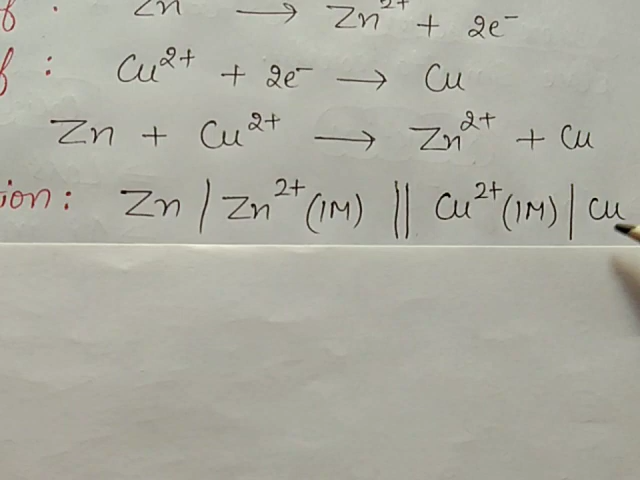 : Zn ⟶ Zn²⁺ + 2e⁻
: Cu²⁺ + 2e⁻ ⟶ Cu
Zn + Cu²⁺ ⟶ Zn²⁺ + Cu
ion: Zn | Zn²⁺ (1M) || Cu²⁺ (1M) | Cu